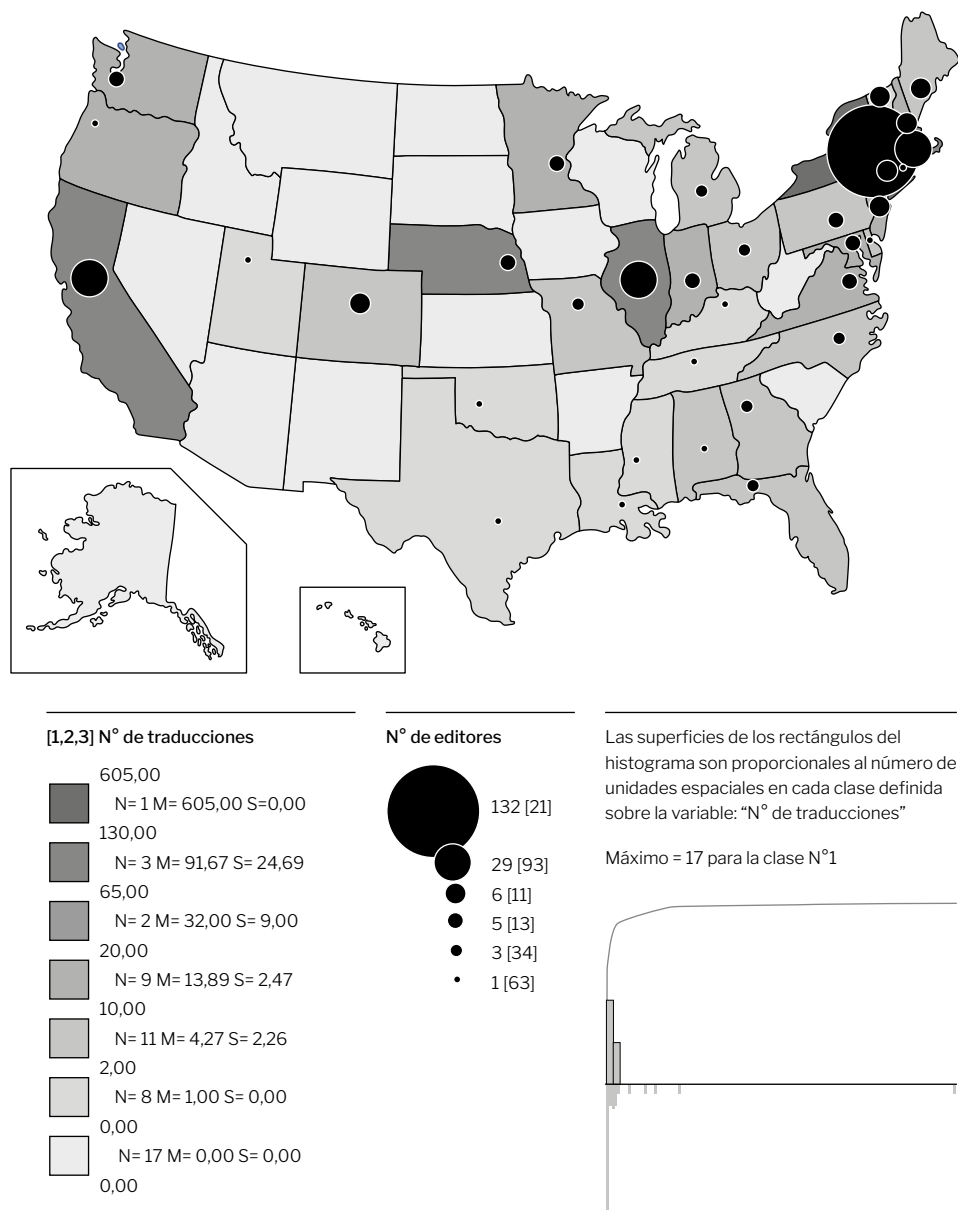 [1,2,3] N° de traducciones
605,00
N= 1 M= 605,00 S=0,00
130,00
N= 3 M= 91,67 S= 24,69
65,00
N= 2 M= 32,00 S= 9,00
20,00
N= 9 M= 13,89 S= 2,47
10,00
N= 11 M= 4,27 S= 2,26
2,00
N= 8 M= 1,00 S= 0,00
0,00
N= 17 M= 0,00 S= 0,00
0,00
N° de editores
132 [21]
29 [93]
6 [11]
5 [13]
3 [34]
1 [63]
Las superficies de los rectángulos del
histograma son proporcionales al número de
unidades espaciales en cada clase definida
sobre la variable: “N° de traducciones”
Máximo = 17 para la clase N°1